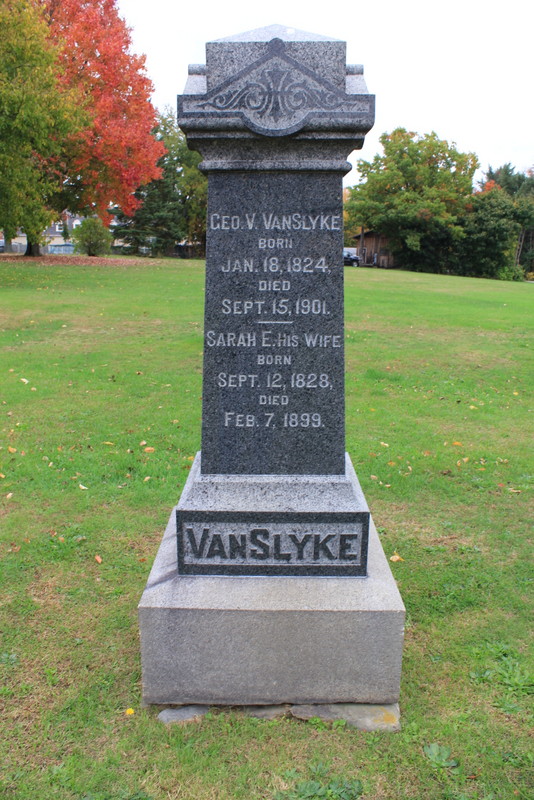 GEO. V. VANSLYKE
BORN
JAN. 18, 1824,
DIED
SEPT. 15, 1901.
SARAH E. HIS WIFE
BORN
SEPT. 12, 1828,
DIED
FEB. 7, 1899.
VANSLYKE